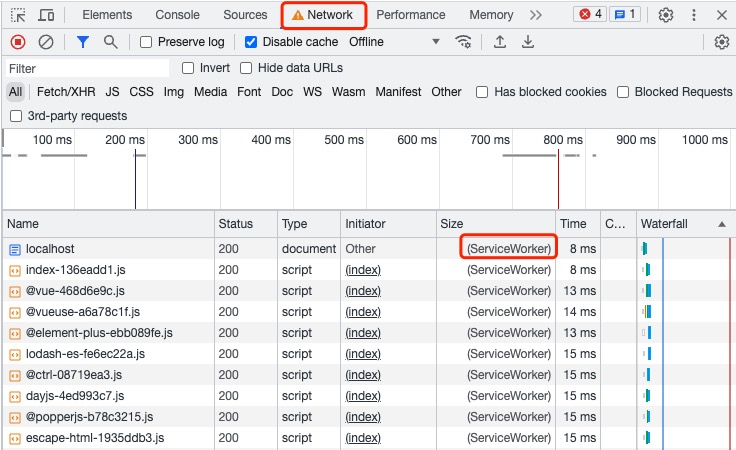 Elements Console Sources Network Performance Memory 4 1
Preserve log Disable cache Offline
Filter Invert Hide data URLs
All Fetch/XHR JS CSS Img Media Font Doc WS Wasm Manifest Other Has blocked cookies Blocked Requests
3rd-party requests
100 ms 200 ms 300 ms 400 ms 500 ms 600 ms 700 ms 800 ms 900 ms 1000 ms
Name Status Type Initiator Size Time C... Waterfall
localhost 200 document Other (ServiceWorker) 8 ms
index-136eadd1.js 200 script (index) (ServiceWorker) 8 ms
@vue-468d6e9c.js 200 script (index) (ServiceWorker) 13 ms
@vueuse-a6a78c1f.js 200 script (index) (ServiceWorker) 14 ms
@element-plus-ebb089fe.js 200 script (index) (ServiceWorker) 13 ms
lodash-es-fe6ec22a.js 200 script (index) (ServiceWorker) 15 ms
@ctrl-08719ea3.js 200 script (index) (ServiceWorker) 15 ms
dayjs-4ed993c7.js 200 script (index) (ServiceWorker) 15 ms
@popperjs-b78c3215.js 200 script (index) (ServiceWorker) 15 ms
escape-html-1935ddb3.js 200 script (index) (ServiceWorker) 15 ms